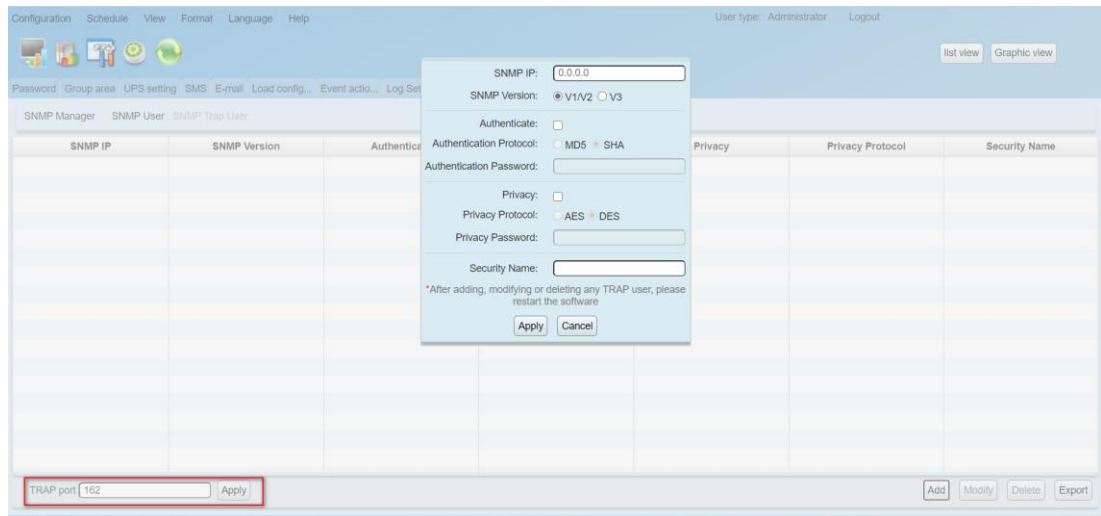 Configuration Schedule View Format Language Help User type: Administrator Logout
list view Graphic view
Password Group area UPS setting SMS E-mail Load config... Event actio... Log Set
SNMP Manager SNMP User SNMP Trap User
SNMP IP SNMP Version Authentica Privacy Privacy Protocol Security Name
SNMP IP: 0.0.0.0
SNMP Version: V1/V2 V3
Authenticate:
Authentication Protocol: MD5 SHA
Authentication Password:
Privacy:
Privacy Protocol: AES DES
Privacy Password:
Security Name:
*After adding, modifying or deleting any TRAP user, please
restart the software
Apply Cancel
TRAP port 162 Apply Add Modify Delete Export